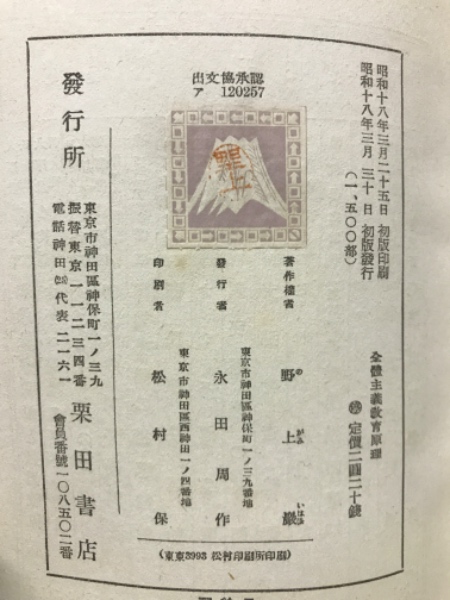 昭和十八年三月二十五日 初版印刷
昭和十八年三月三十日 初版發行
(一、五〇〇部)
出文協承認
ア 120257
全體主義教育原理
定價二圓二十錢
著作權者 野上巖
の がみ いはほ
東京市神田區神保町一ノ三九番地
發行者 永田周作
東京市神田區西神田一ノ四番地
印刷者 松村保
發行所
東京市神田區神保町一ノ三九
振替東京一一二三四番
電話神田代表二一六一
栗田書店
會員番號一〇八五〇二番
(東東3993 松村印刷所印刷)